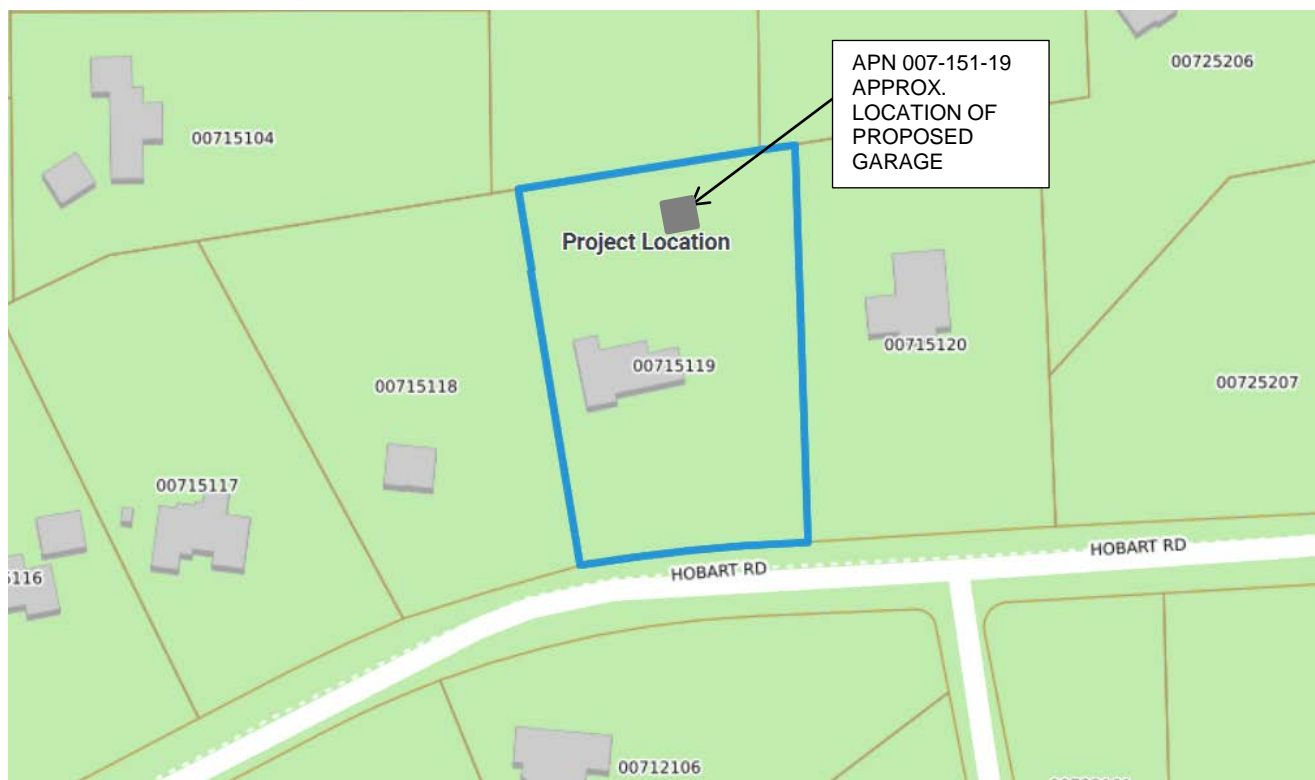 APN 007-151-19
APPROX.
LOCATION OF
PROPOSED
GARAGE
00725206
00715104
Project Location
00715119
00715120
00715118
00725207
00715117
5116
HOBART RD
HOBART RD
00712106